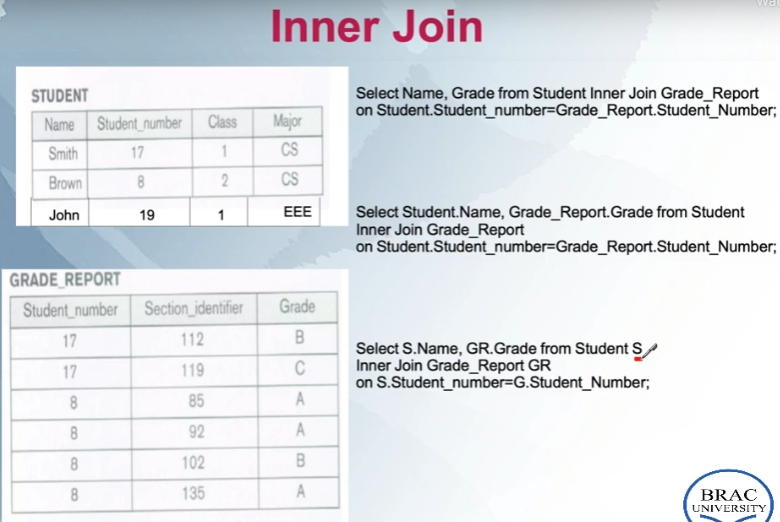 Inner Join
STUDENT
Name Student_number Class Major
Smith 17 1 CS
Brown 8 2 CS
John 19 1 EEE
GRADE_REPORT
Student_number Section_identifier Grade
17 112 B
17 119 C
8 85 A
8 92 A
8 102 B
8 135 A
Select Name, Grade from Student Inner Join Grade_Report
on Student.Student_number=Grade_Report.Student_Number;
Select Student.Name, Grade_Report.Grade from Student
Inner Join Grade_Report
on Student.Student_number=Grade_Report.Student_Number;
Select S.Name, GR.Grade from Student S
Inner Join Grade_Report GR
on S.Student_number=G.Student_Number;
BRAC
UNIVERSITY